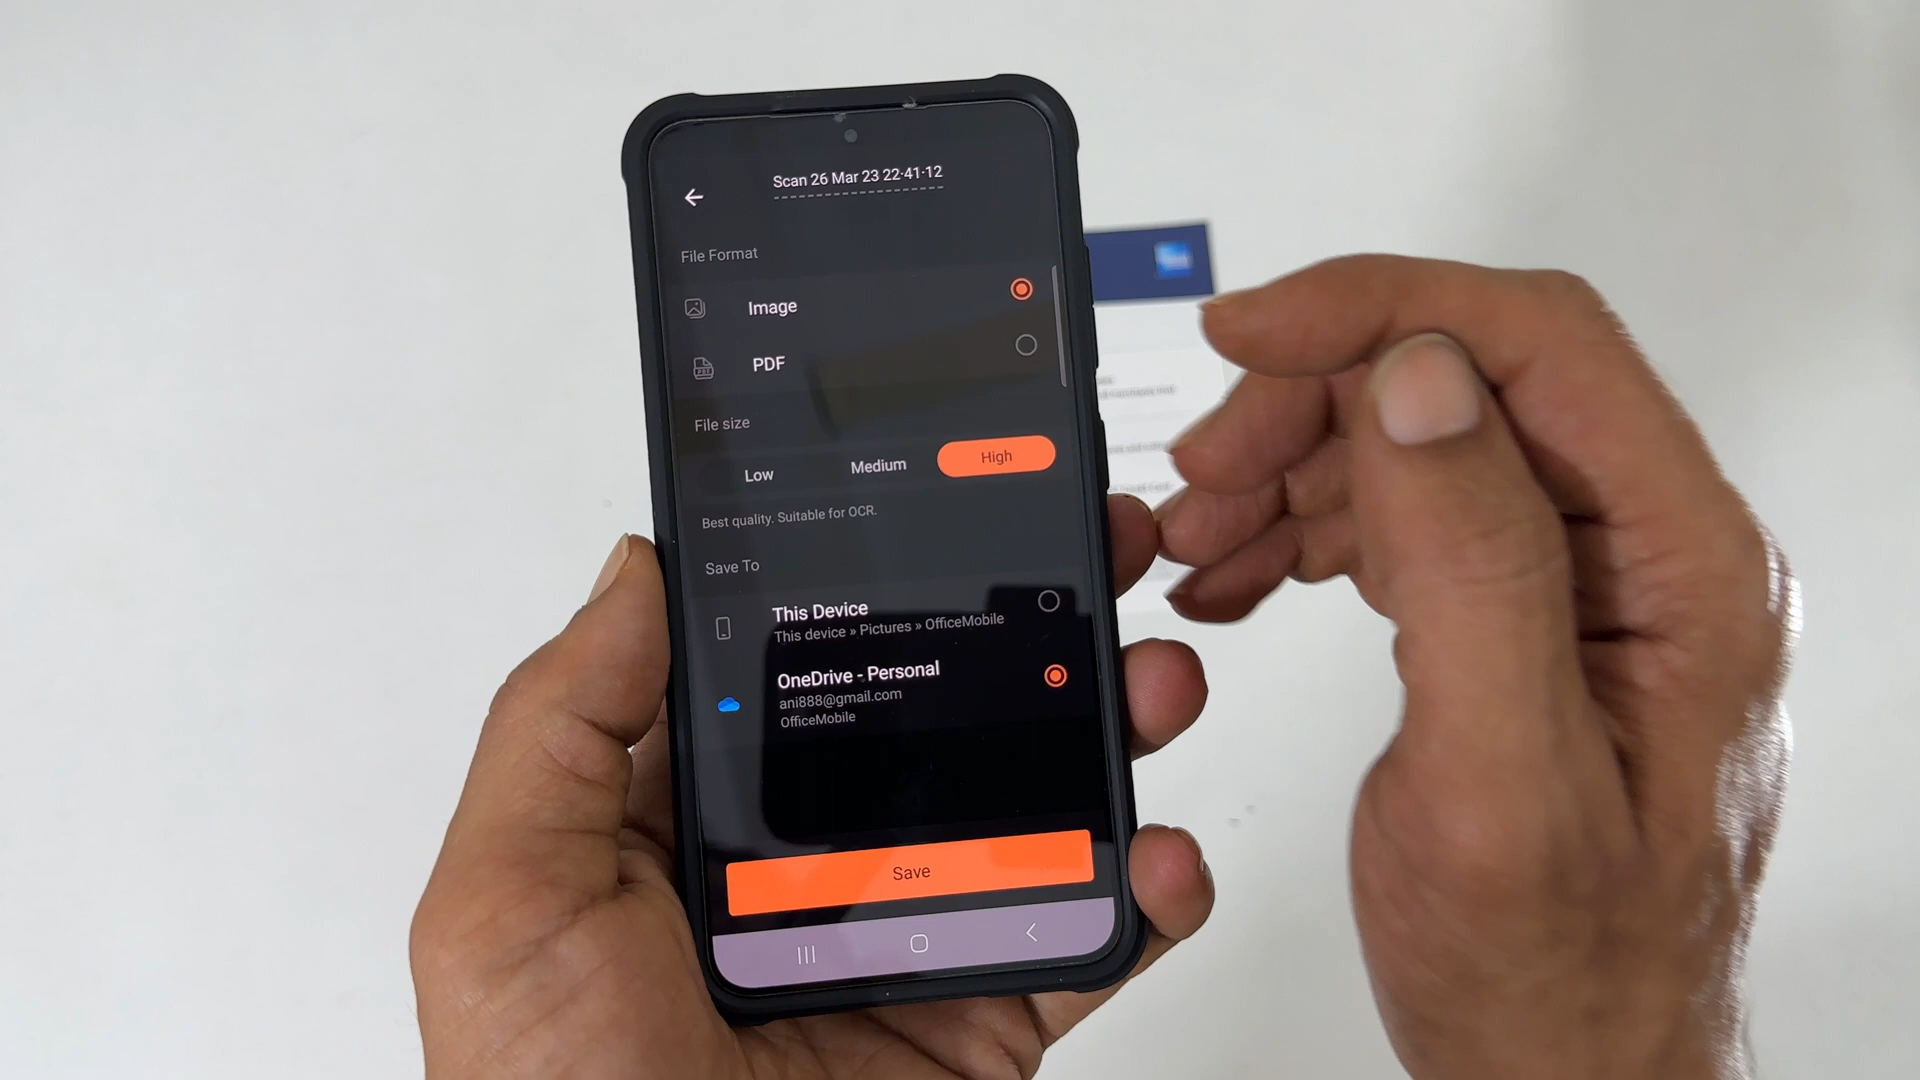 Scan 26 Mar 23 22·41·12
File Format
Image
PDF
File size
Low
Medium
High
Best quality. Suitable for OCR.
Save To
This Device
This device » Pictures » OfficeMobile
OneDrive - Personal
ani888@gmail.com
OfficeMobile
Save